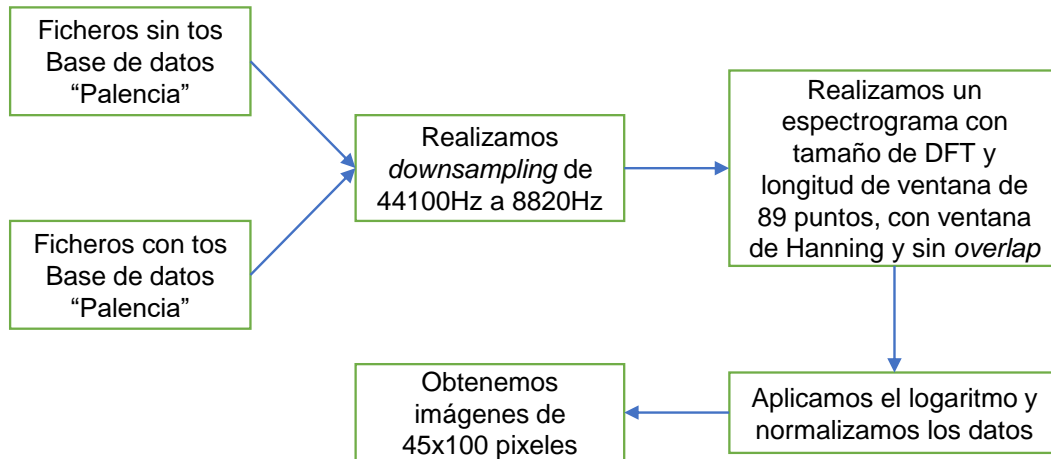 Ficheros sin tos
Base de datos
“Palencia”
Ficheros con tos
Base de datos
“Palencia”
Realizamos
downsampling de
44100Hz a 8820Hz
Realizamos un
espectrograma con
tamaño de DFT y
longitud de ventana de
89 puntos, con ventana
de Hanning y sin overlap
Aplicamos el logaritmo y
normalizamos los datos
Obtenemos
imágenes de
45x100 pixeles